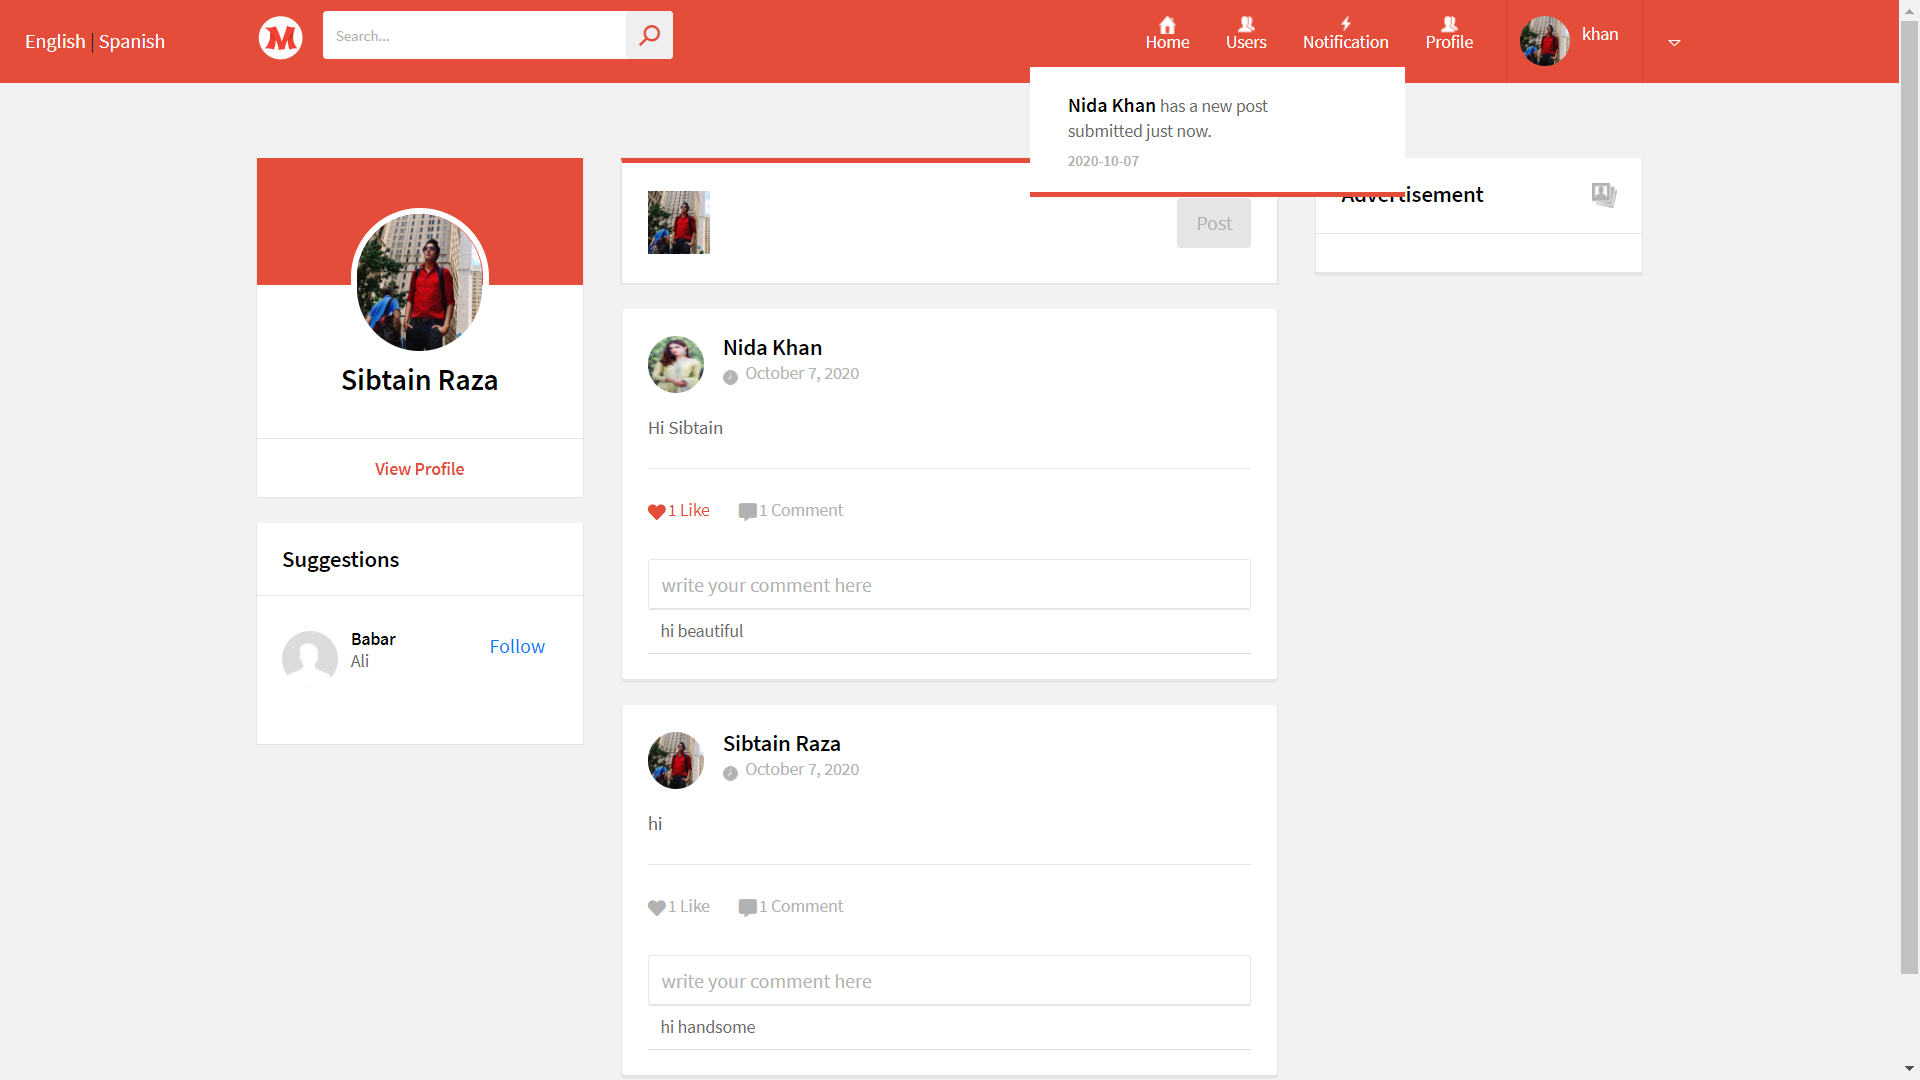 English | Spanish
M
Search...
Home
Users
Notification
Profile
khan
Nida Khan has a new post
submitted just now.
2020-10-07
Sibtain Raza
View Profile
Suggestions
Babar
Ali
Follow
Post
Nida Khan
October 7, 2020
Hi Sibtain
1 Like 1 Comment
write your comment here
hi beautiful
Sibtain Raza
October 7, 2020
hi
1 Like 1 Comment
write your comment here
hi handsome
Advertisement